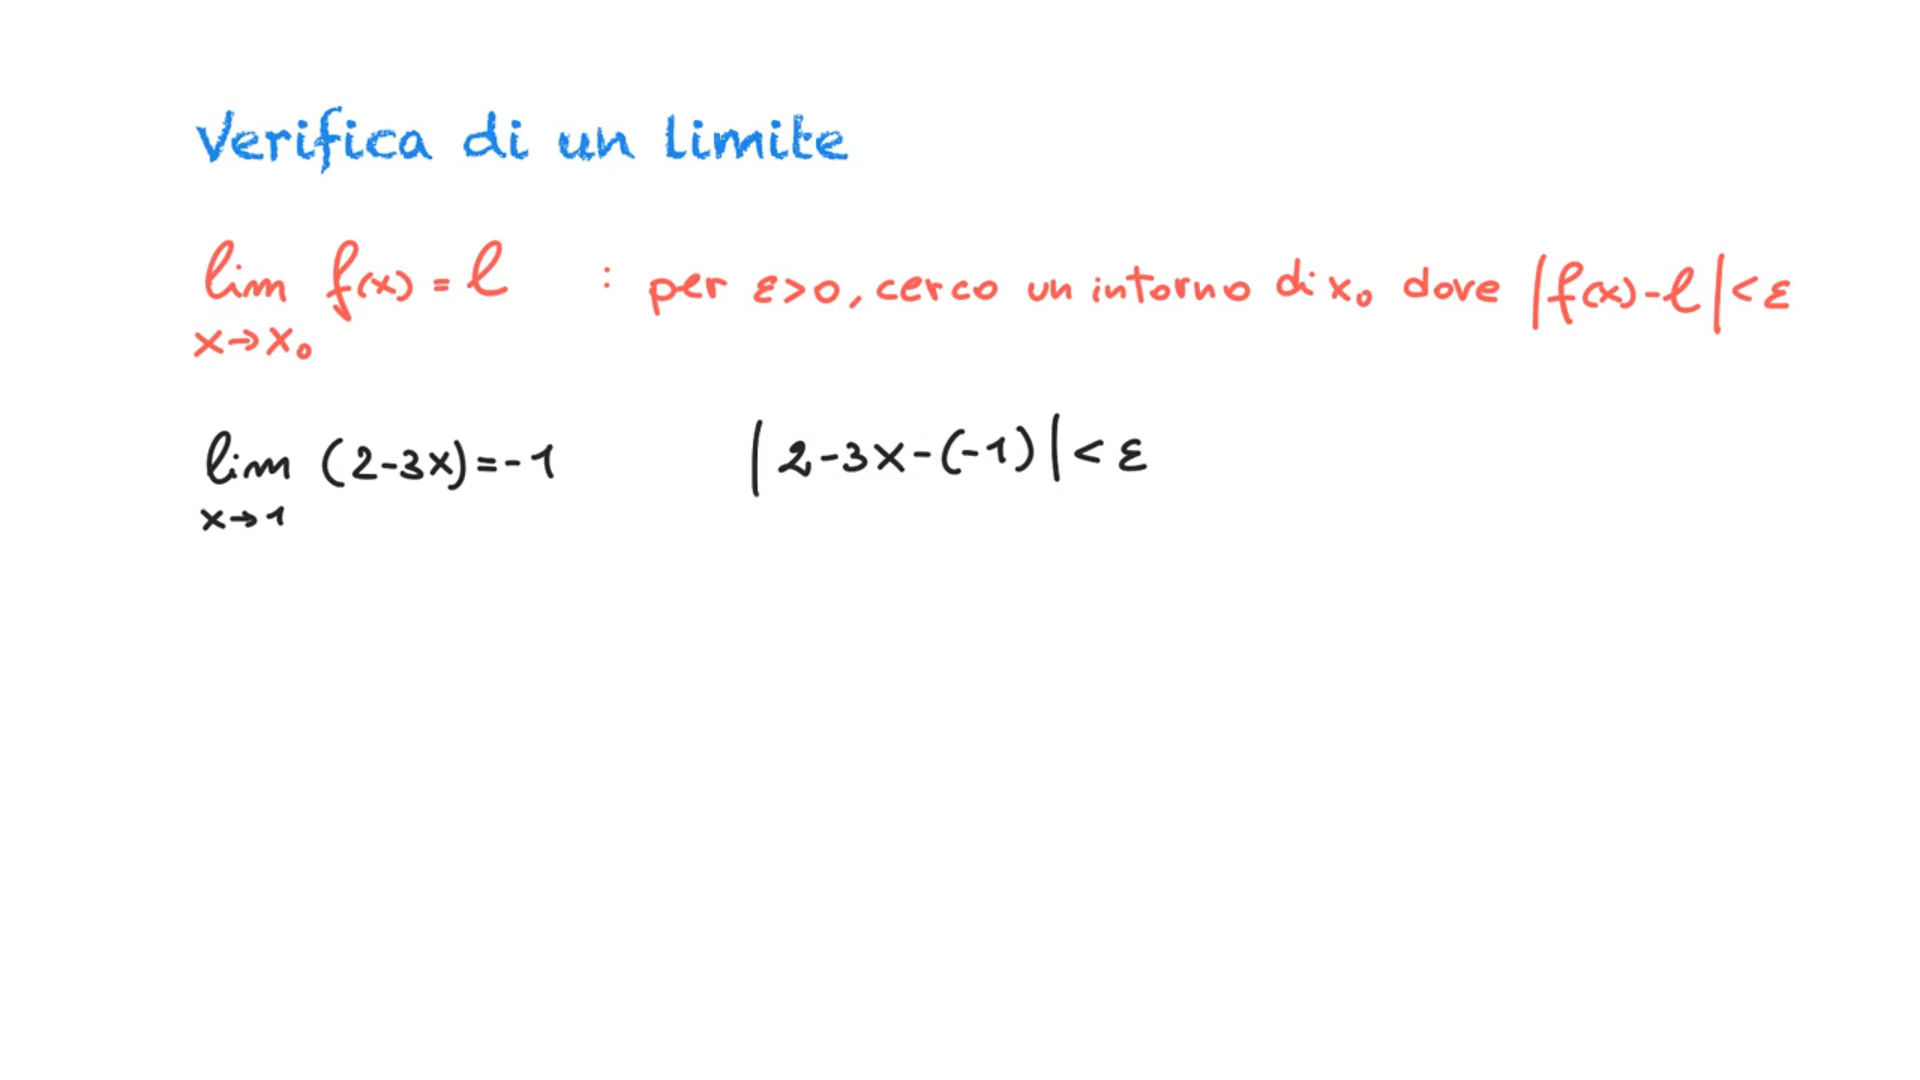 Verifica di un limite
lim f(x) = l : per ε>0, cerco un intorno di x₀ dove |f(x)-l|<ε
x→x₀
lim (2-3x)=-1 |2-3x-(-1)|<ε
x→1